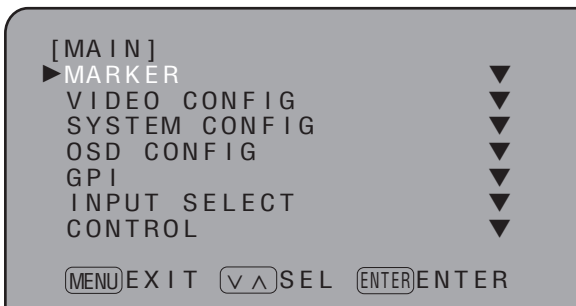 [MAIN]
▶MARKER ▼
VIDEO CONFIG ▼
SYSTEM CONFIG ▼
OSD CONFIG ▼
GPI ▼
INPUT SELECT ▼
CONTROL ▼
MENU EXIT ∨ ∧ SEL ENTER ENTER